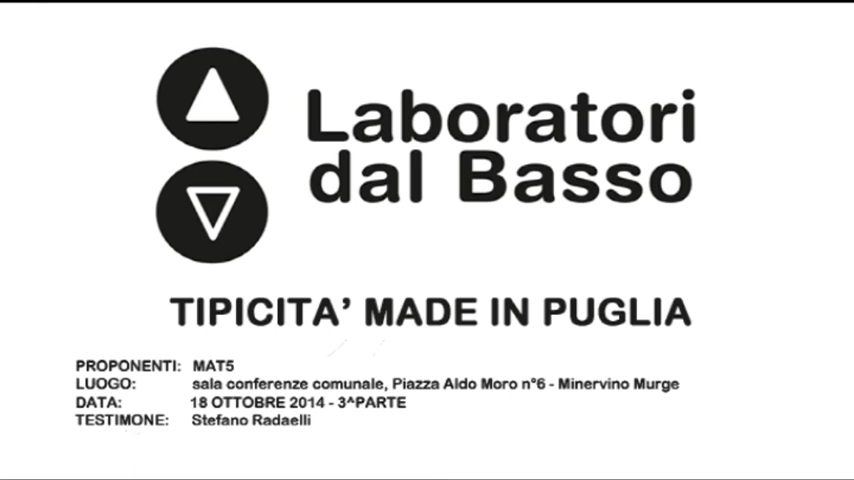 Laboratori
dal Basso
TIPICITA' MADE IN PUGLIA
PROPONENTI: MAT5
LUOGO: sala conferenze comunale, Piazza Aldo Moro n°6 - Minervino Murge
DATA: 18 OTTOBRE 2014 - 3^PARTE
TESTIMONE: Stefano Radaelli